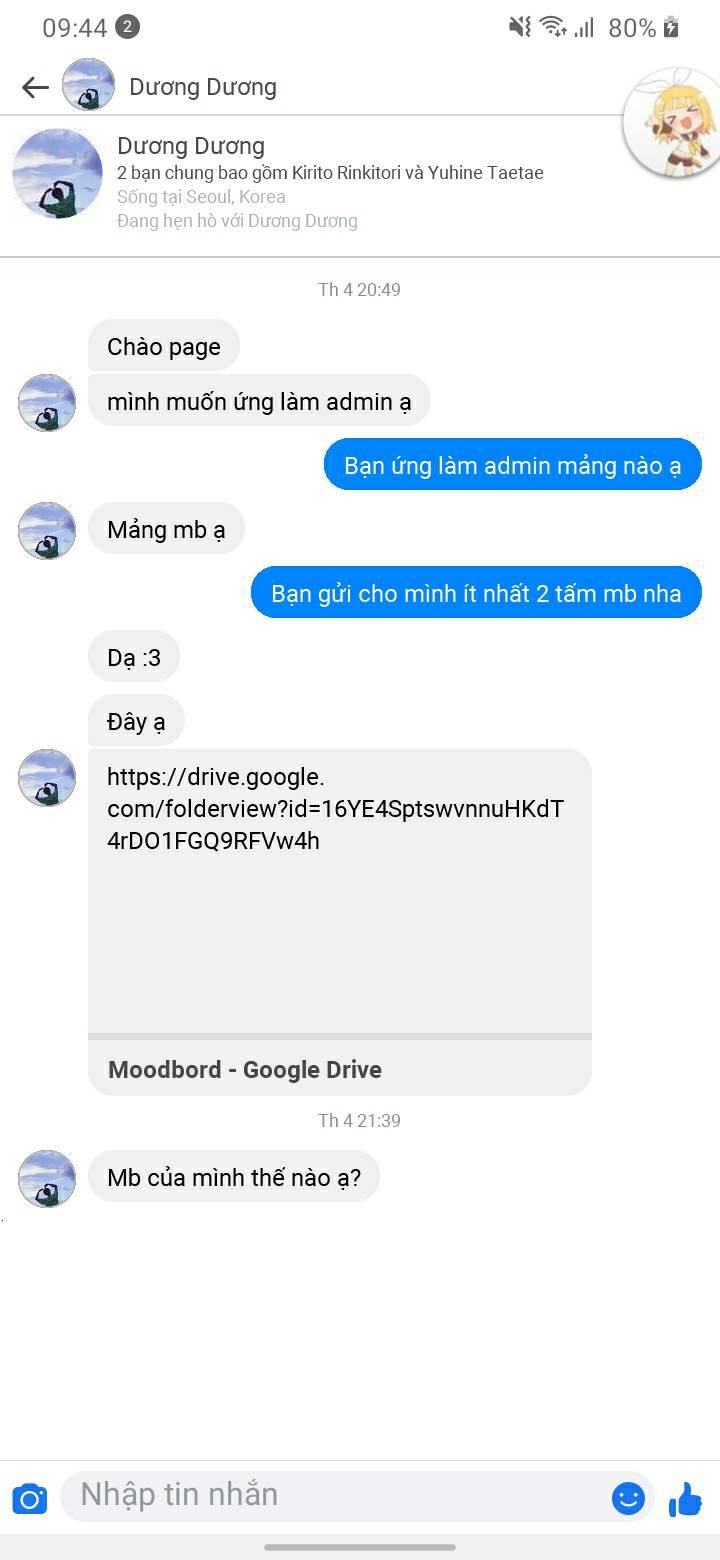 09:44 2 80%
Dương Dương
Dương Dương
2 bạn chung bao gồm Kirito Rinkitori và Yuhine Taetae
Sống tại Seoul, Korea
Đang hẹn hò với Dương Dương
Th 4 20:49
Chào page
mình muốn ứng làm admin ạ
Bạn ứng làm admin mảng nào ạ
Mảng mb ạ
Bạn gửi cho mình ít nhất 2 tấm mb nha
Dạ :3
Đây ạ
https://drive.google.
com/folderview?id=16YE4SptswvnnuHKdT
4rDO1FGQ9RFVw4h
Moodbord - Google Drive
Th 4 21:39
Mb của mình thế nào ạ?
Nhập tin nhắn